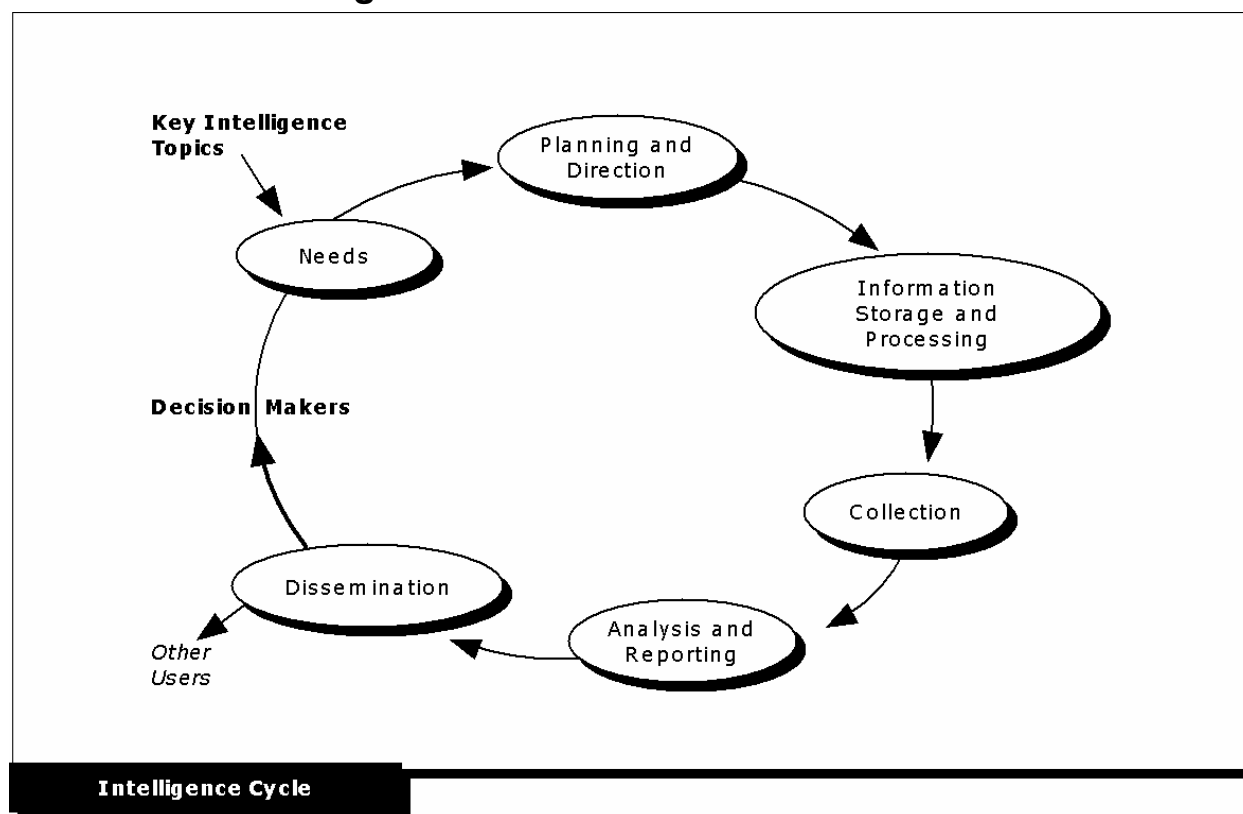 Key Intelligence
Topics
Planning and
Direction
Needs
Information
Storage and
Processing
Decision Makers
Collection
Dissemination
Analysis and
Reporting
Other
Users
Intelligence Cycle